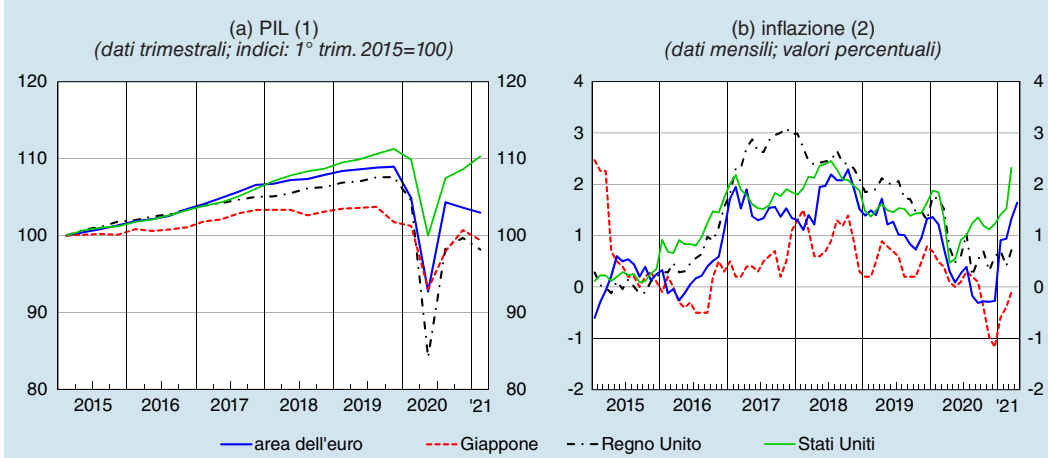 (a) PIL (1)
(dati trimestrali; indici: 1° trim. 2015=100)
120 120
110 110
100 100
90 90
80 80
2015 2016 2017 2018 2019 2020 '21
(b) inflazione (2)
(dati mensili; valori percentuali)
4 4
3 3
2 2
1 1
0 0
-1 -1
-2 -2
2015 2016 2017 2018 2019 2020 '21
area dell'euro Giappone Regno Unito Stati Uniti